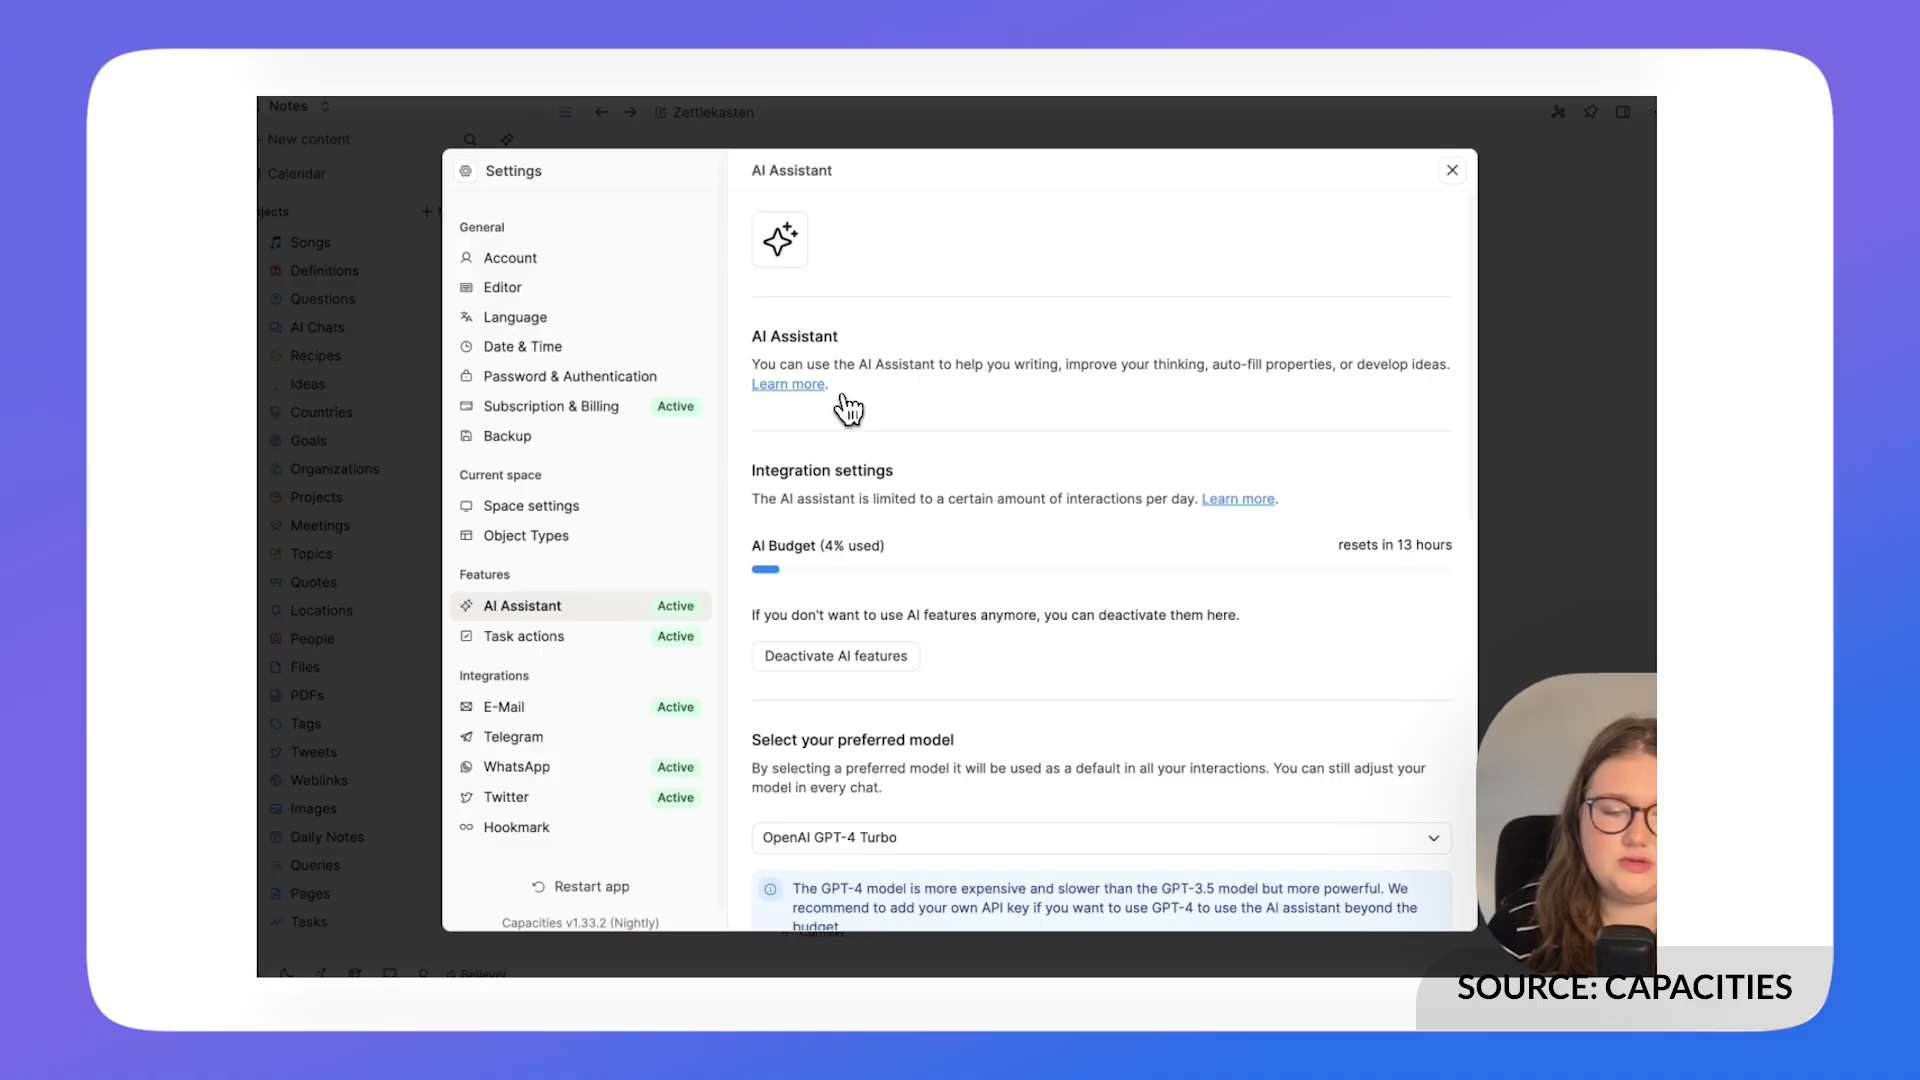 Notes
Zettlekasten
New content
Calendar
Settings
AI Assistant
Songs
Definitions
Questions
AI Chats
Recipes
Ideas
Countries
Goals
Organizations
Projects
Meetings
Topics
Quotes
Locations
People
Files
PDFs
Tags
Tweets
Weblinks
Images
Daily Notes
Queries
Pages
Tasks
General
Account
Editor
Language
Date & Time
Password & Authentication
Subscription & Billing Active
Backup
Current space
Space settings
Object Types
Features
AI Assistant Active
Task actions Active
Integrations
E-Mail Active
Telegram
WhatsApp Active
Twitter Active
Hookmark
Restart app
Capacities v1.33.2 (Nightly)
AI Assistant
You can use the AI Assistant to help you writing, improve your thinking, auto-fill properties, or develop ideas.
Learn more.
Integration settings
The AI assistant is limited to a certain amount of interactions per day. Learn more.
AI Budget (4% used) resets in 13 hours
If you don't want to use AI features anymore, you can deactivate them here.
Deactivate AI features
Select your preferred model
By selecting a preferred model it will be used as a default in all your interactions. You can still adjust your
model in every chat.
OpenAI GPT-4 Turbo
The GPT-4 model is more expensive and slower than the GPT-3.5 model but more powerful. We
recommend to add your own API key if you want to use GPT-4 to use the AI assistant beyond the
budget.
Believer
SOURCE: CAPACITIES